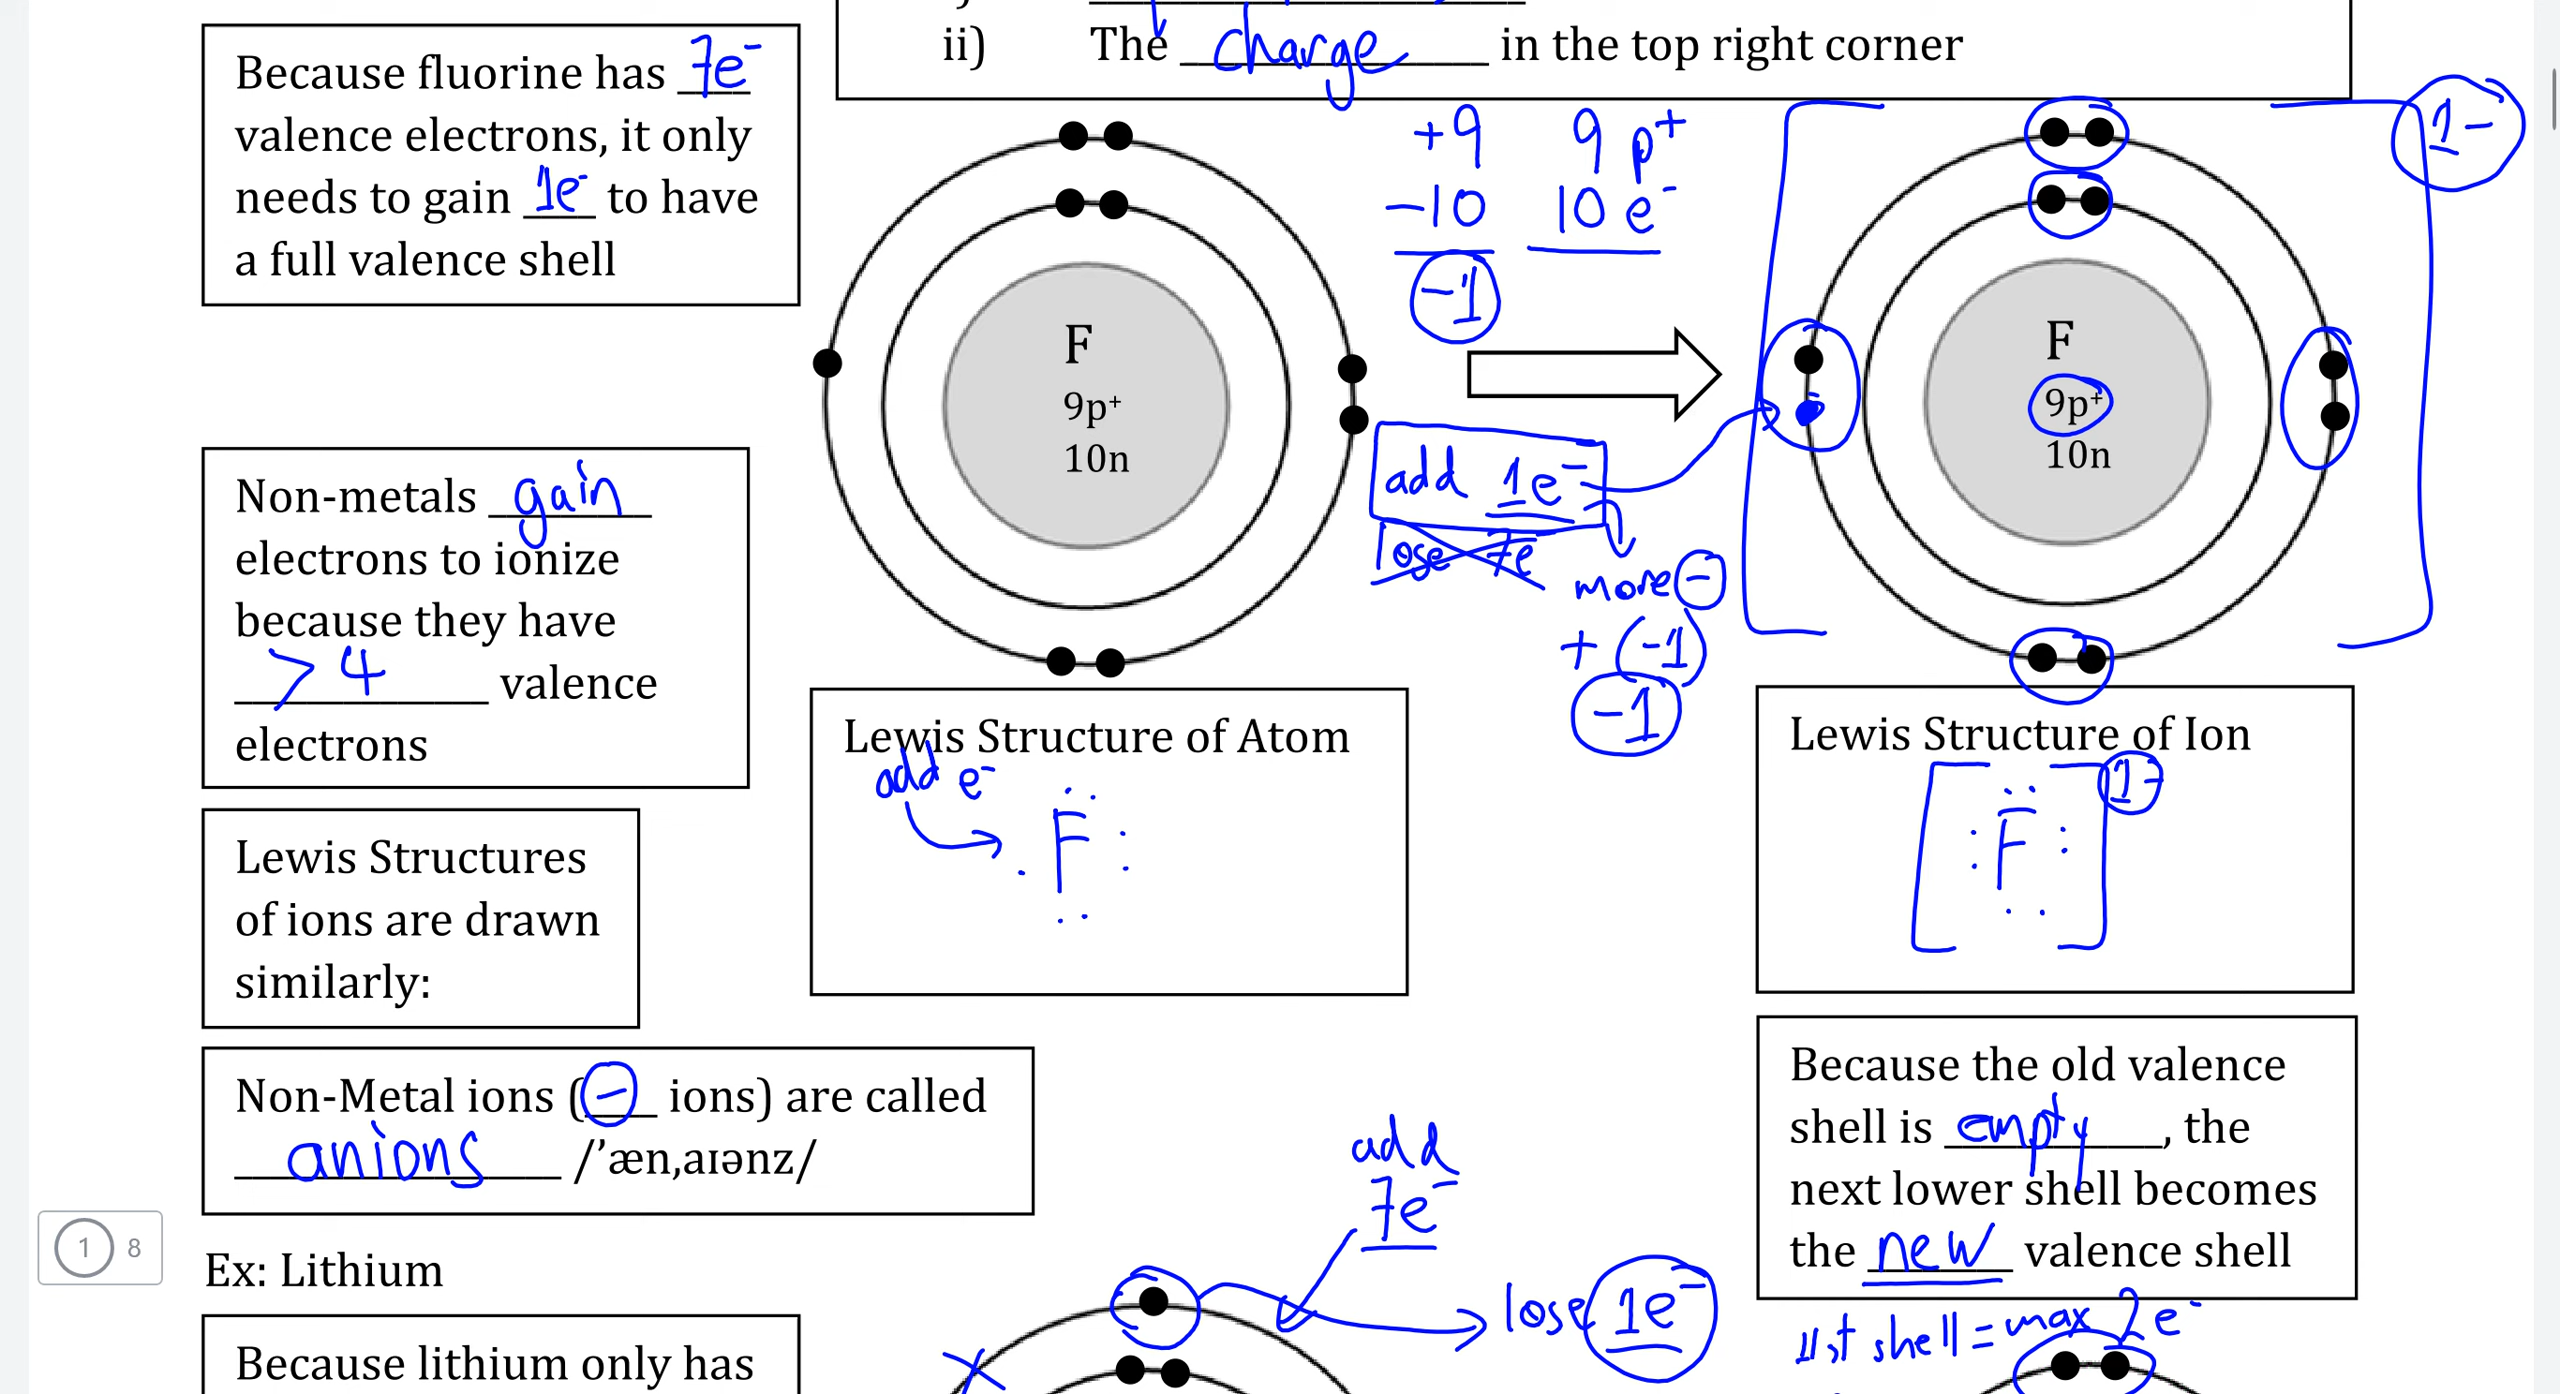 ii) The charge in the top right corner
Because fluorine has 7e⁻
valence electrons, it only
needs to gain 1e⁻ to have
a full valence shell
+9 9 p⁺
-10 10 e⁻
-1
1-
F
9p⁺
10n
F
9p⁺
10n
add 1e⁻
lose 7e
more -
+ (-1)
-1
Non-metals gain
electrons to ionize
because they have
> 4 valence
electrons
Lewis Structure of Atom
add e⁻
F
Lewis Structure of Ion
1-
F
Lewis Structures
of ions are drawn
similarly:
Non-Metal ions (- ions) are called
anions /’æn,aɪənz/
Because the old valence
shell is empty, the
next lower shell becomes
the new valence shell
add
7e⁻
1 8
Ex: Lithium
lose 1e⁻
1st shell = max 2 e⁻
Because lithium only has